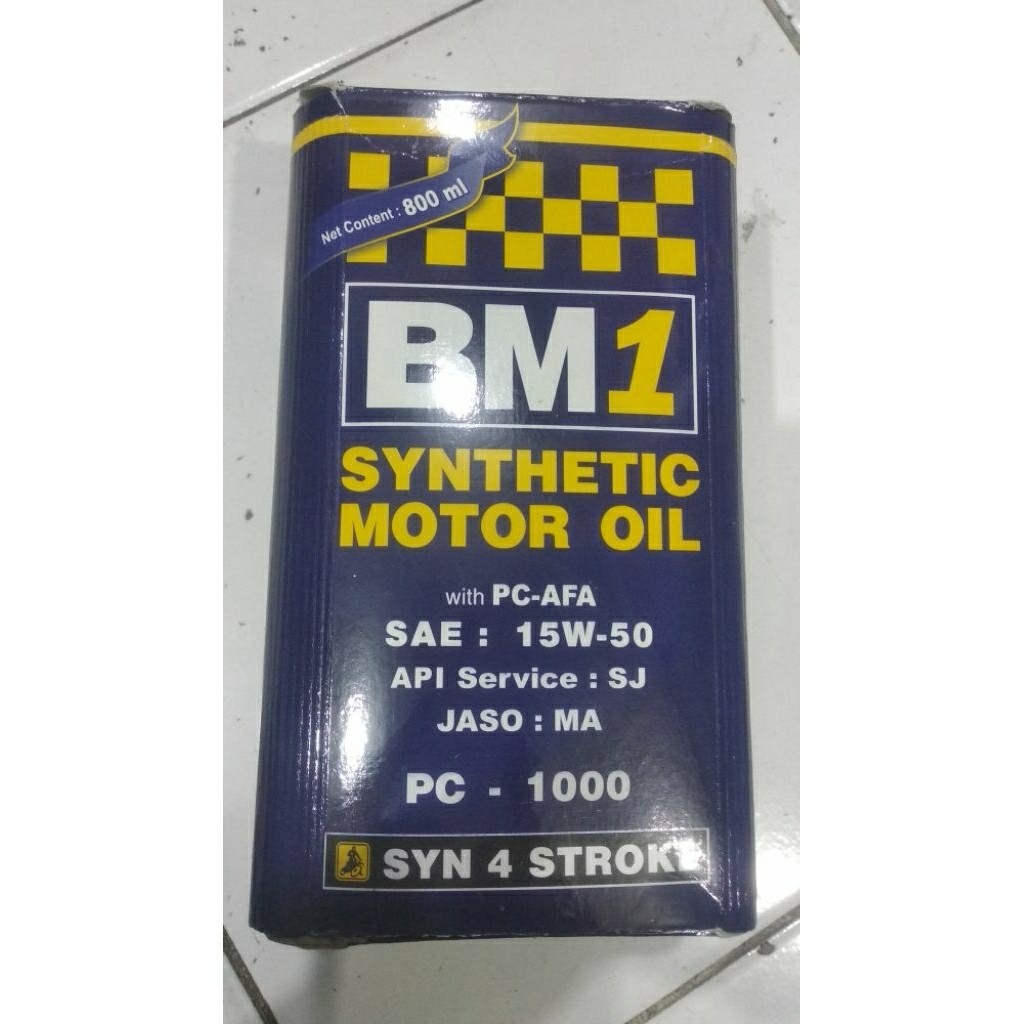 Net Content : 800 ml
BM1
SYNTHETIC
MOTOR OIL
with PC-AFA
SAE : 15W-50
API Service : SJ
JASO : MA
PC - 1000
SYN 4 STROKE